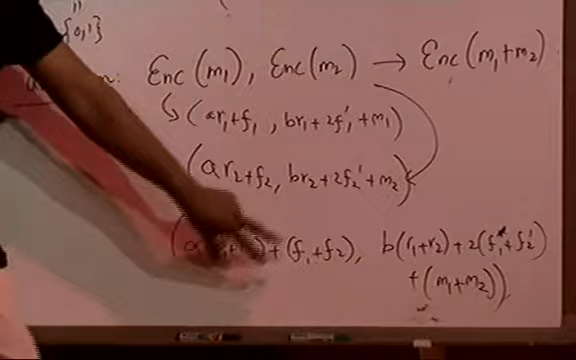 {0,1}
Enc(m₁), Enc(m₂) → Enc(m₁+m₂)
(ar₁+f₁, br₁+2f₁'+m₁)
(ar₂+f₂, br₂+2f₂'+m₂)
+(f₁+f₂), b(r₁+r₂)+2(f₁'+f₂')
+(m₁+m₂))